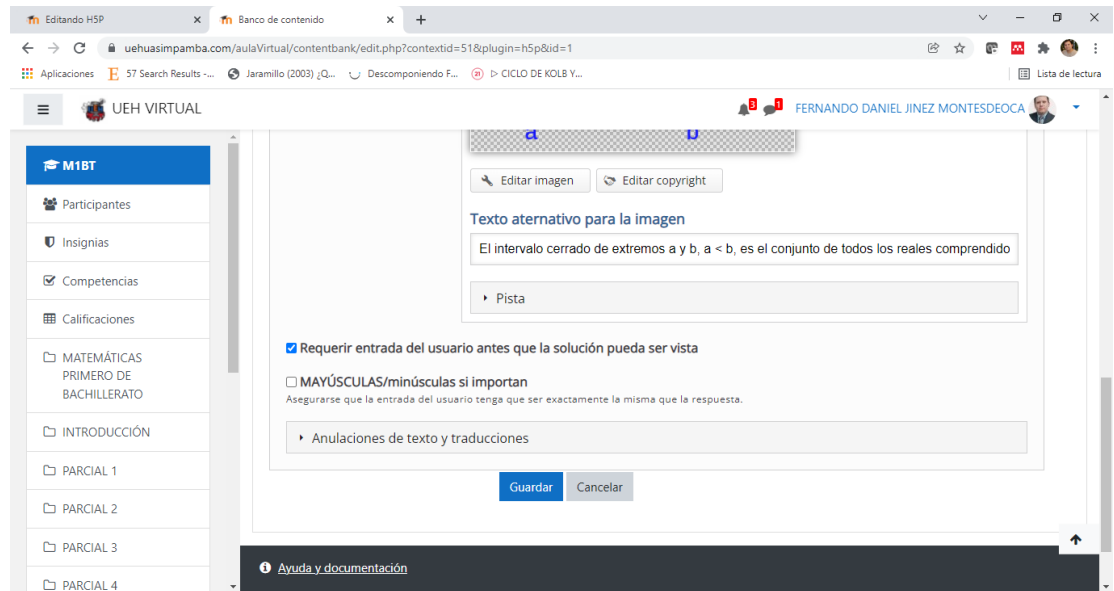 Editando H5P
Banco de contenido
uehuasimpamba.com/aulaVirtual/contentbank/edit.php?contextid=51&plugin=h5p&id=1
Aplicaciones 57 Search Results -... Jaramillo (2003) ¿Q... Descomponiendo F... ▷ CICLO DE KOLB Y... Lista de lectura
UEH VIRTUAL 3 1 FERNANDO DANIEL JINEZ MONTESDEOCA
M1BT
Participantes
Insignias
Competencias
Calificaciones
MATEMÁTICAS
PRIMERO DE
BACHILLERATO
INTRODUCCIÓN
PARCIAL 1
PARCIAL 2
PARCIAL 3
PARCIAL 4
a b
Editar imagen Editar copyright
Texto aternativo para la imagen
El intervalo cerrado de extremos a y b, a < b, es el conjunto de todos los reales comprendido
Pista
Requerir entrada del usuario antes que la solución pueda ser vista
MAYÚSCULAS/minúsculas si importan
Asegurarse que la entrada del usuario tenga que ser exactamente la misma que la respuesta.
Anulaciones de texto y traducciones
Guardar Cancelar
Ayuda y documentación